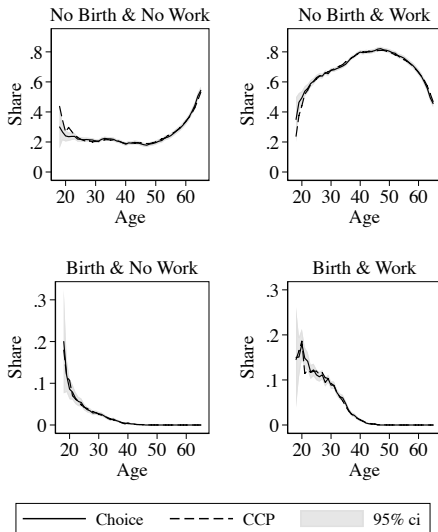 No Birth & No Work
No Birth & Work
.8
.6
.4
.2
0
Share
20 30 40 50 60
Age
.8
.6
.4
.2
0
Share
20 30 40 50 60
Age
Birth & No Work
Birth & Work
.3
.2
.1
0
Share
20 30 40 50 60
Age
.3
.2
.1
0
Share
20 30 40 50 60
Age
Choice CCP 95% ci